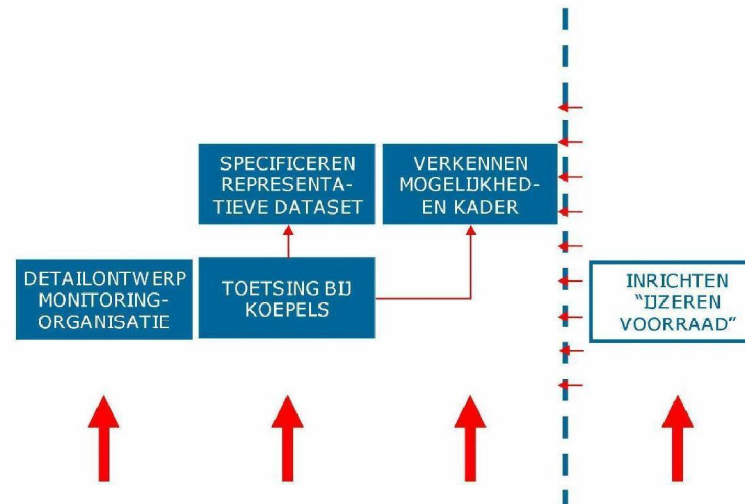 SPECIFICEREN
REPRESENTA-
TIEVE DATASET
VERKENNEN
MOGELIJKHED-
EN KADER
DETAILONTWERP
MONITORING-
ORGANISATIE
TOETSING BIJ
KOEPELS
INRICHTEN
“IJZEREN
VOORRAAD”